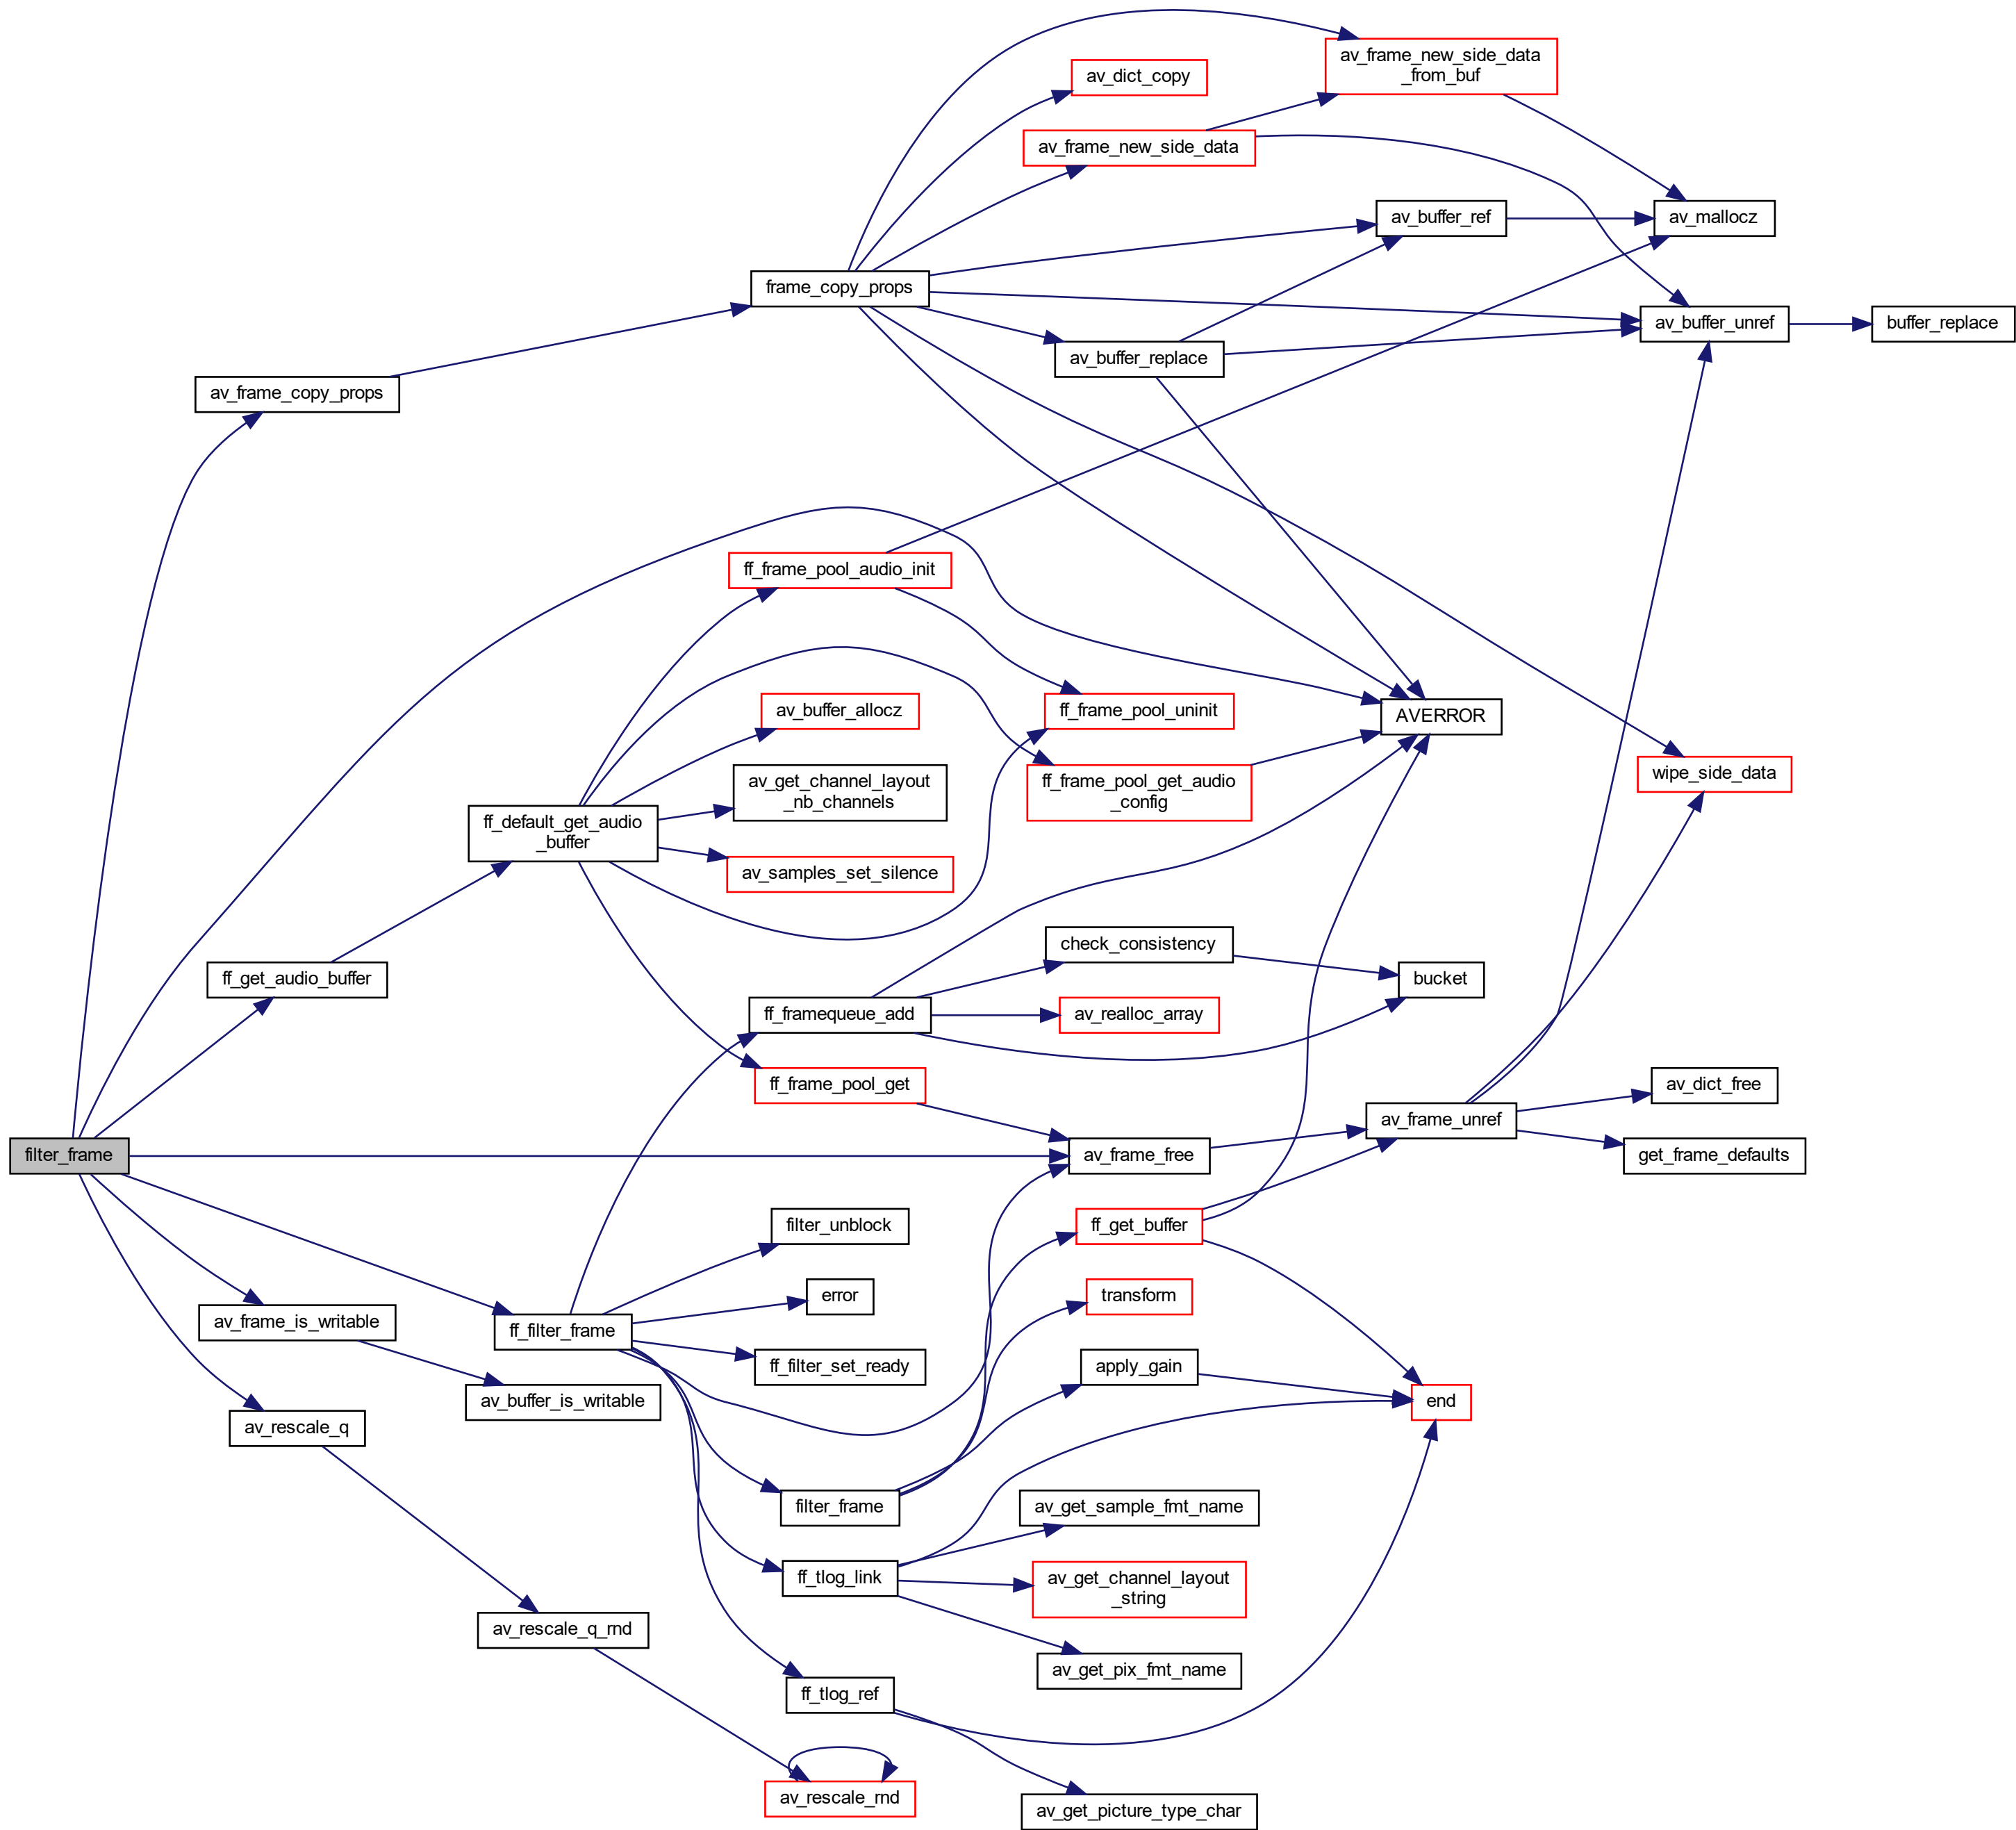 av_frame_new_side_data
_from_buf
av_dict_copy
av_frame_new_side_data
av_buffer_ref
av_mallocz
frame_copy_props
av_buffer_unref
buffer_replace
av_buffer_replace
av_frame_copy_props
ff_frame_pool_audio_init
av_buffer_allocz
ff_frame_pool_uninit
AVERROR
av_get_channel_layout
_nb_channels
ff_frame_pool_get_audio
_config
wipe_side_data
ff_default_get_audio
_buffer
av_samples_set_silence
check_consistency
ff_get_audio_buffer
bucket
ff_framequeue_add
av_realloc_array
ff_frame_pool_get
av_dict_free
av_frame_unref
filter_frame
av_frame_free
get_frame_defaults
filter_unblock
ff_get_buffer
error
transform
av_frame_is_writable
ff_filter_frame
ff_filter_set_ready
apply_gain
av_buffer_is_writable
end
av_rescale_q
filter_frame
av_get_sample_fmt_name
ff_tlog_link
av_get_channel_layout
_string
av_rescale_q_rnd
av_get_pix_fmt_name
ff_tlog_ref
av_rescale_rnd
av_get_picture_type_char